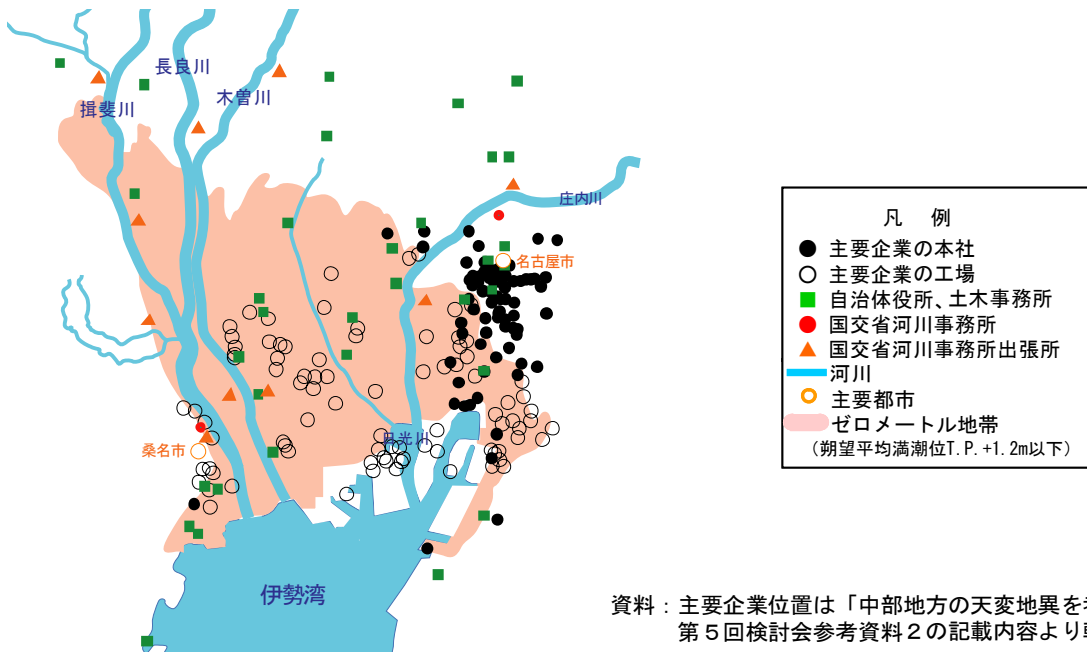 長良川
木曽川
揖斐川
庄内川
名古屋市
日光川
桑名市
伊勢湾
凡 例
主要企業の本社
主要企業の工場
自治体役所、土木事務所
国交省河川事務所
国交省河川事務所出張所
河川
主要都市
ゼロメートル地帯
(朔望平均満潮位T.P.+1.2m以下)
資料：主要企業位置は「中部地方の天変地異を
第５回検討会参考資料２の記載内容より